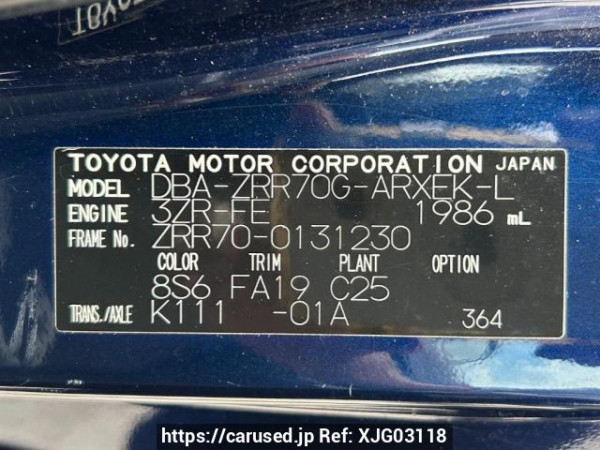 TOYOTA MOTOR CORPORATION JAPAN
MODEL DBA-ZRR70G-ARXEK-L
ENGINE 3ZR-FE 1986 mL
FRAME No. ZRR70-0131230
COLOR TRIM PLANT OPTION
8S6 FA19 C25
TRANS./AXLE K111 -01A 364
https://carused.jp Ref: XJG03118